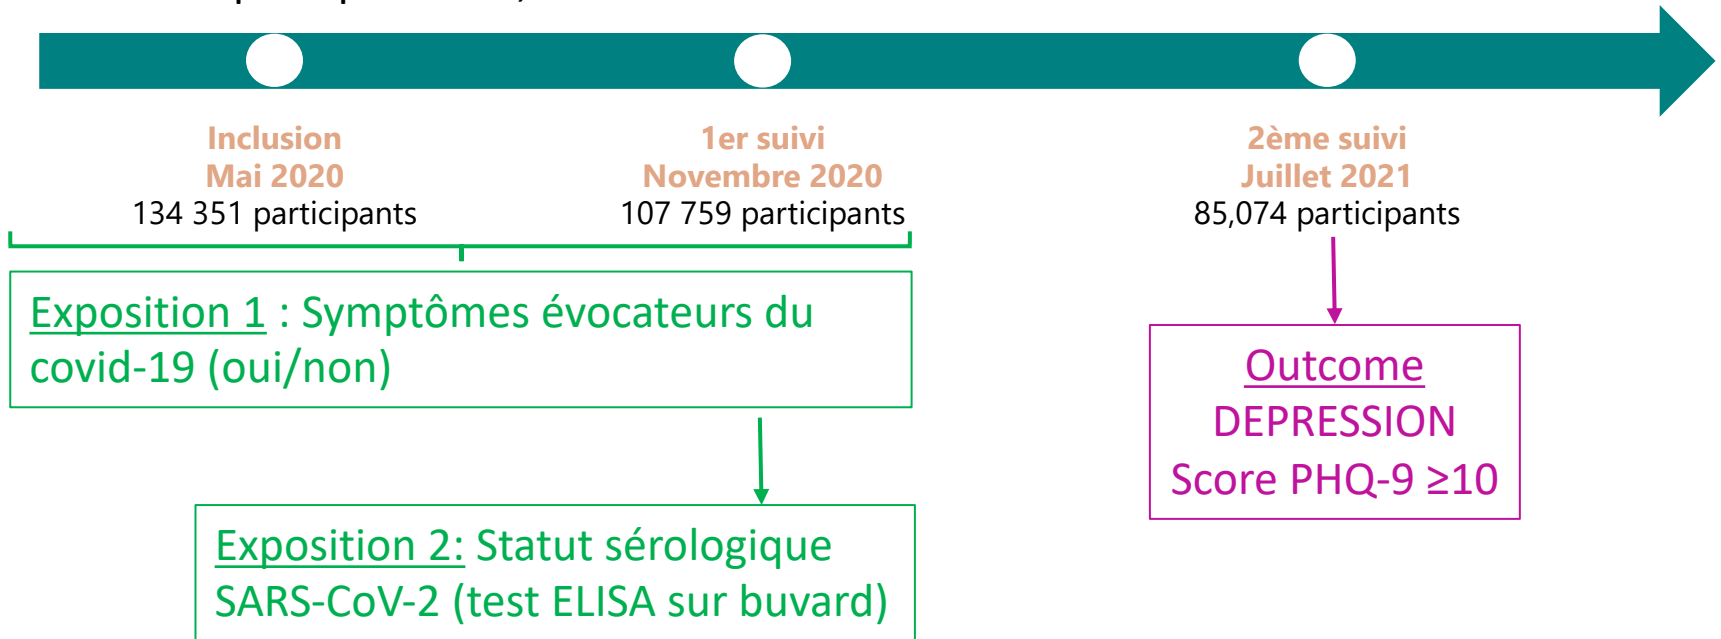 Inclusion
Mai 2020
134 351 participants
1er suivi
Novembre 2020
107 759 participants
2ème suivi
Juillet 2021
85,074 participants
Exposition 1 : Symptômes évocateurs du
covid-19 (oui/non)
Outcome
DEPRESSION
Score PHQ-9 ≥10
Exposition 2: Statut sérologique
SARS-CoV-2 (test ELISA sur buvard)